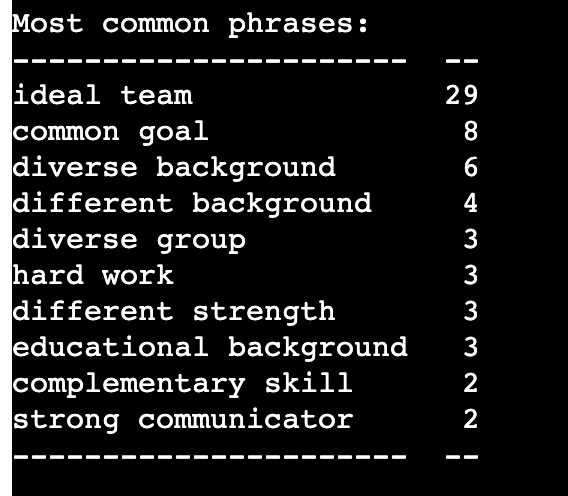 Most common phrases:
----------------------  --
ideal team              29
common goal              8
diverse background       6
different background     4
diverse group            3
hard work                3
different strength       3
educational background   3
complementary skill      2
strong communicator      2
----------------------  --